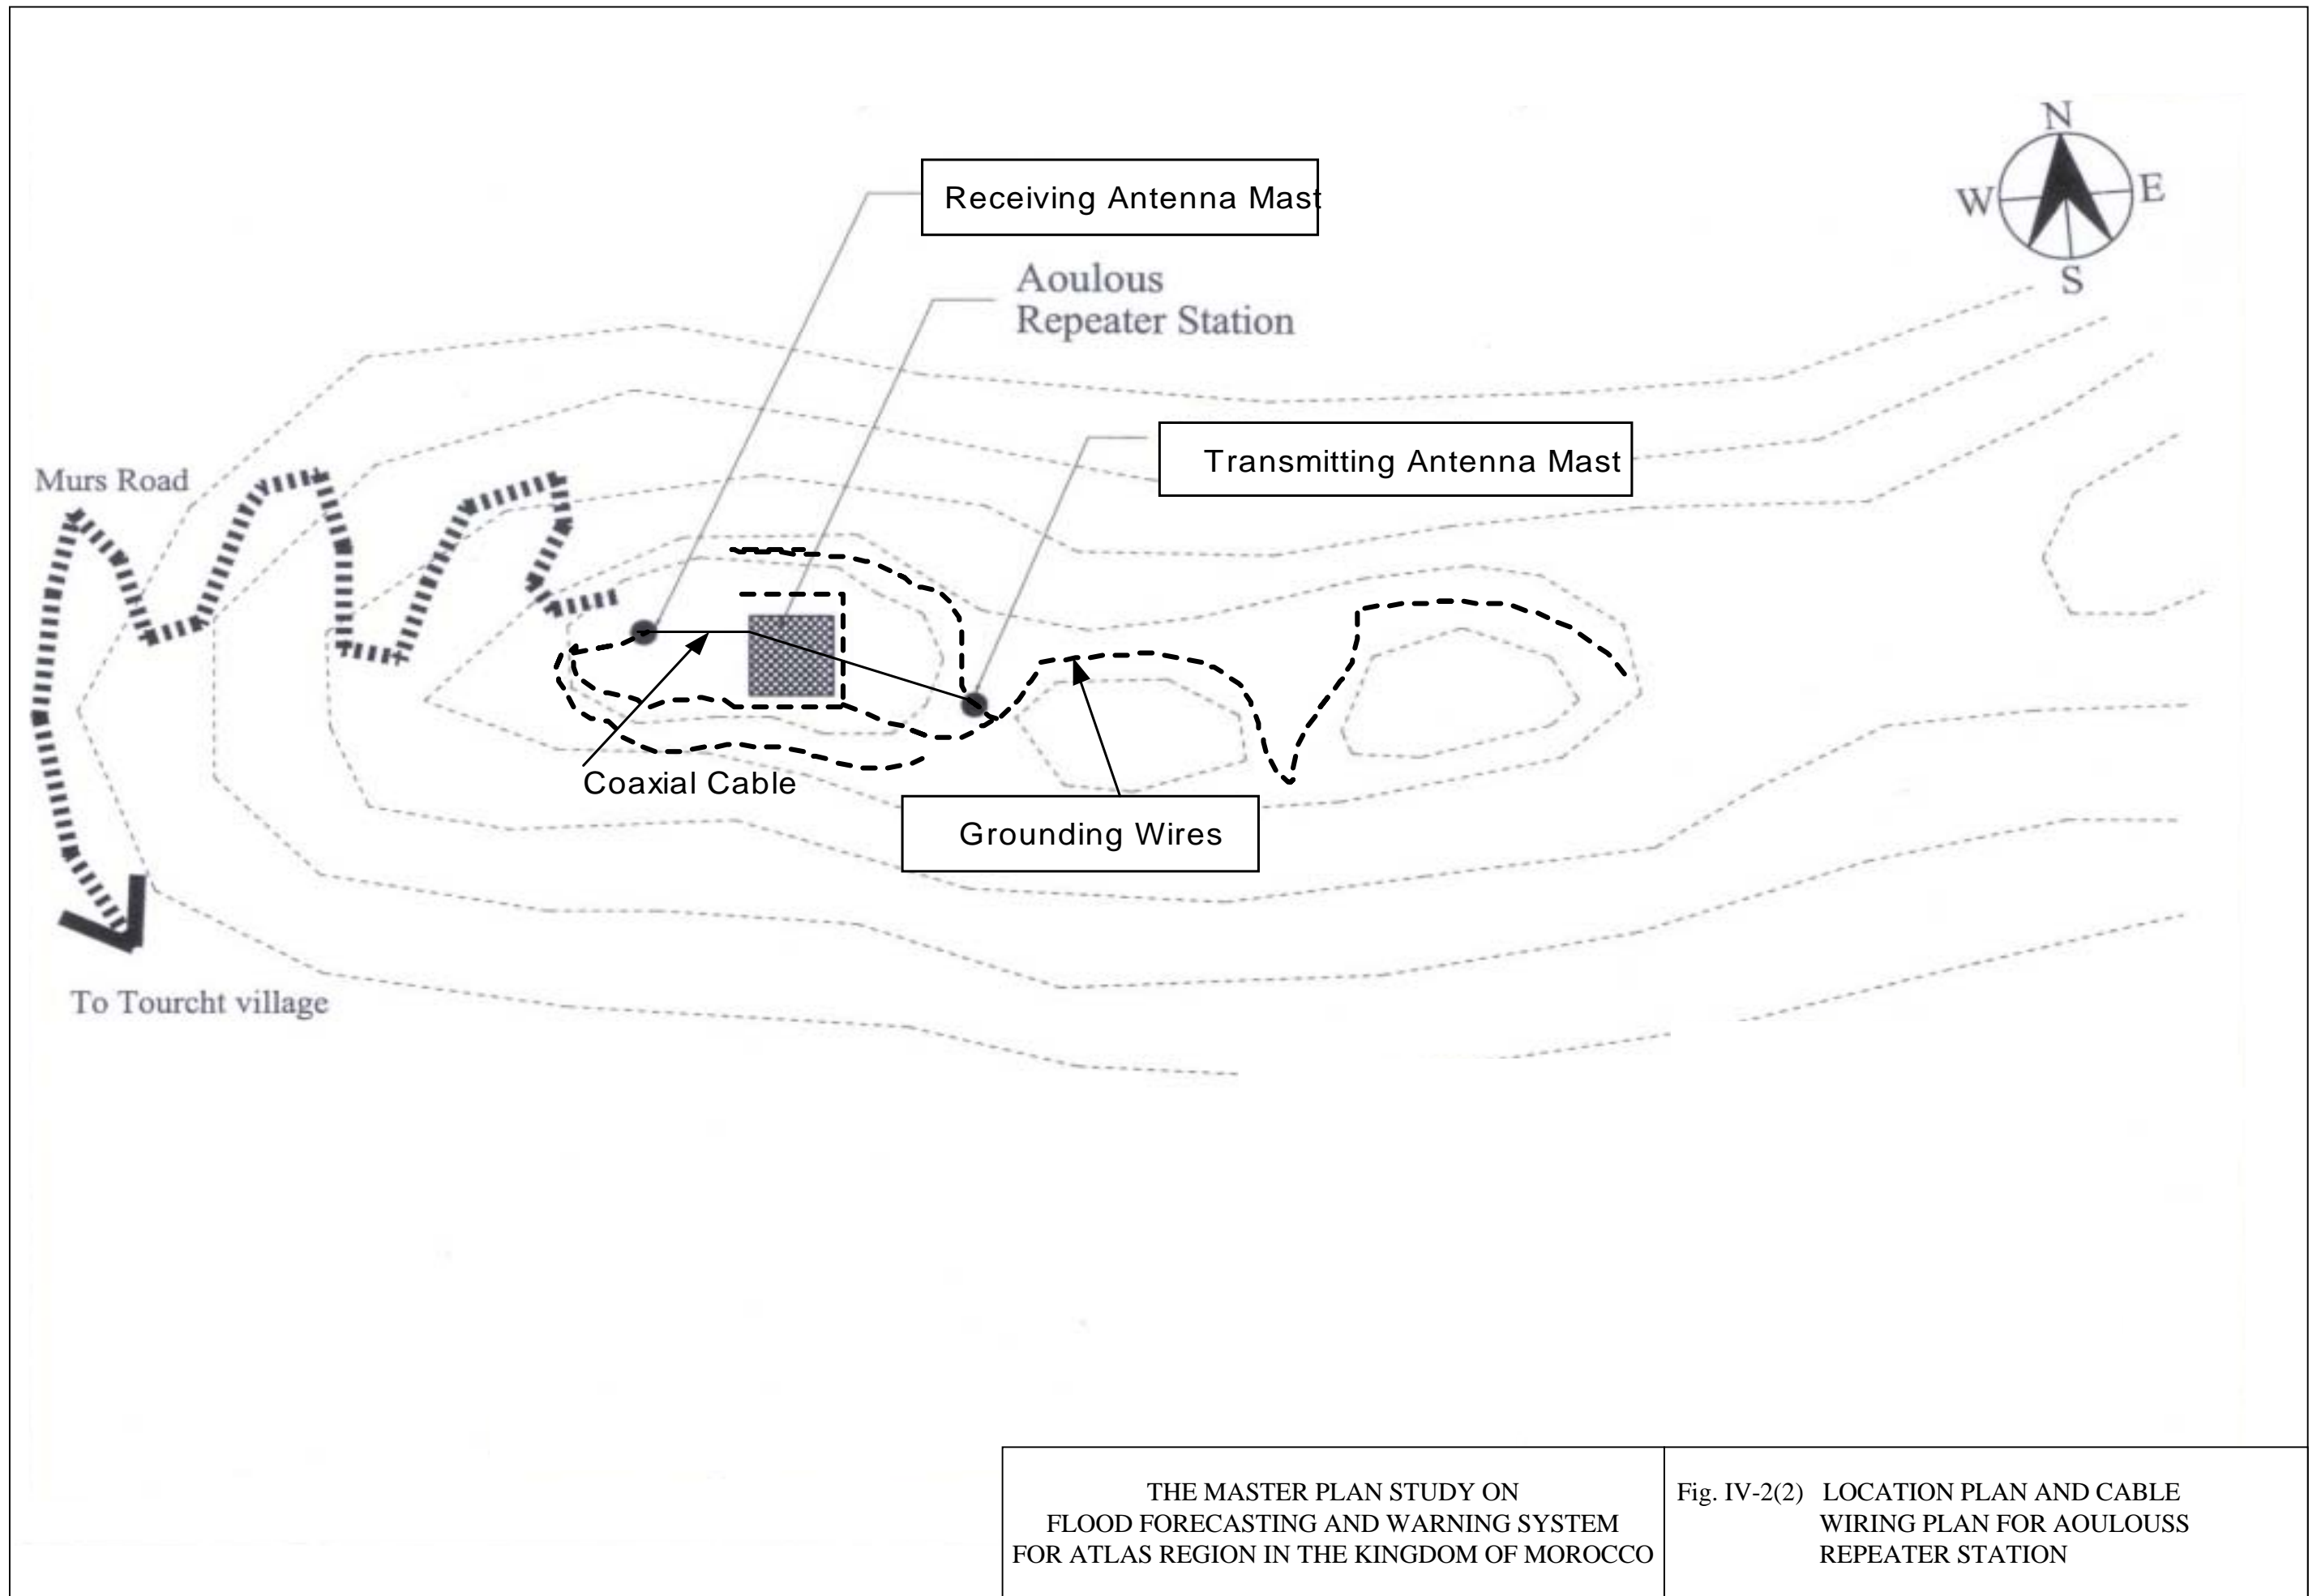 N
W
E
S
Receiving Antenna Mast
Aoulous
Repeater Station
Transmitting Antenna Mast
Murs Road
Coaxial Cable
Grounding Wires
To Tourcht village
THE MASTER PLAN STUDY ON
FLOOD FORECASTING AND WARNING SYSTEM
FOR ATLAS REGION IN THE KINGDOM OF MOROCCO
Fig. IV-2(2) LOCATION PLAN AND CABLE
WIRING PLAN FOR AOULOUSS
REPEATER STATION